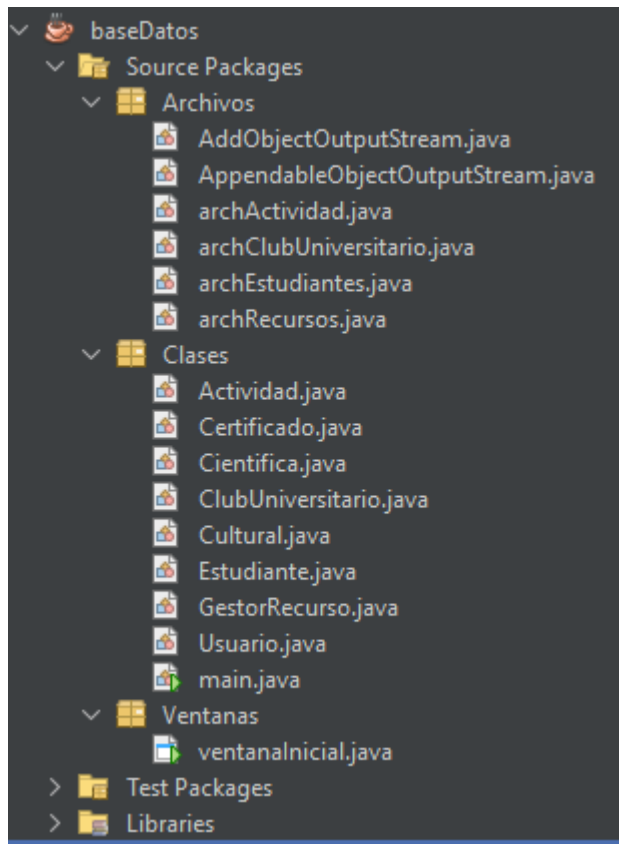 baseDatos
Source Packages
Archivos
AddObjectOutputStream.java
AppendableObjectOutputStream.java
archActividad.java
archClubUniversitario.java
archEstudiantes.java
archRecursos.java
Clases
Actividad.java
Certificado.java
Cientifica.java
ClubUniversitario.java
Cultural.java
Estudiante.java
GestorRecurso.java
Usuario.java
main.java
Ventanas
ventanaInicial.java
Test Packages
Libraries